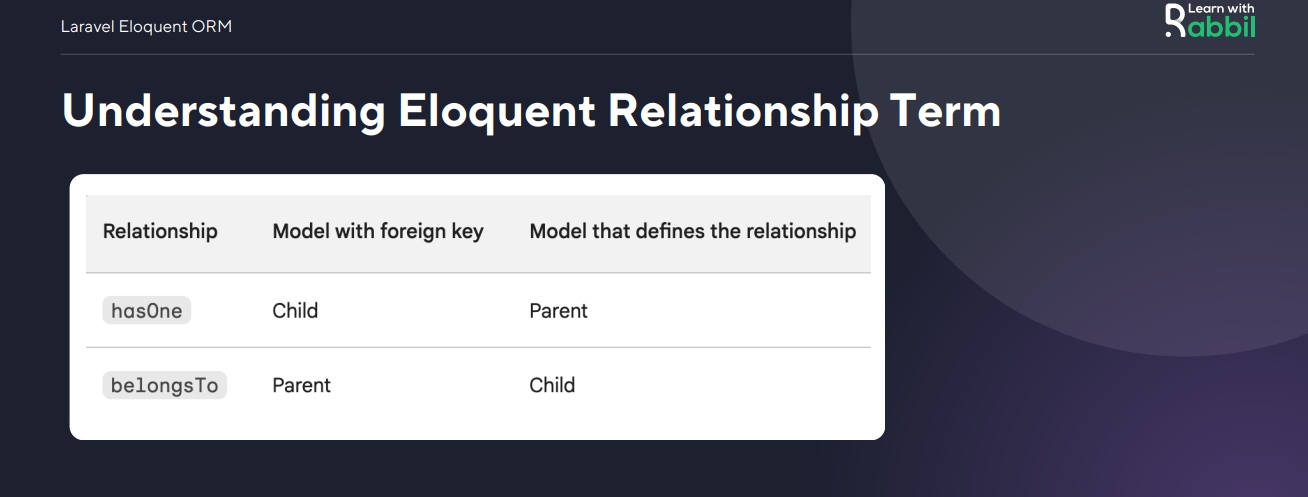 Laravel Eloquent ORM
Learn with
Rabbil
Understanding Eloquent Relationship Term
Relationship Model with foreign key Model that defines the relationship
hasOne Child Parent
belongsTo Parent Child